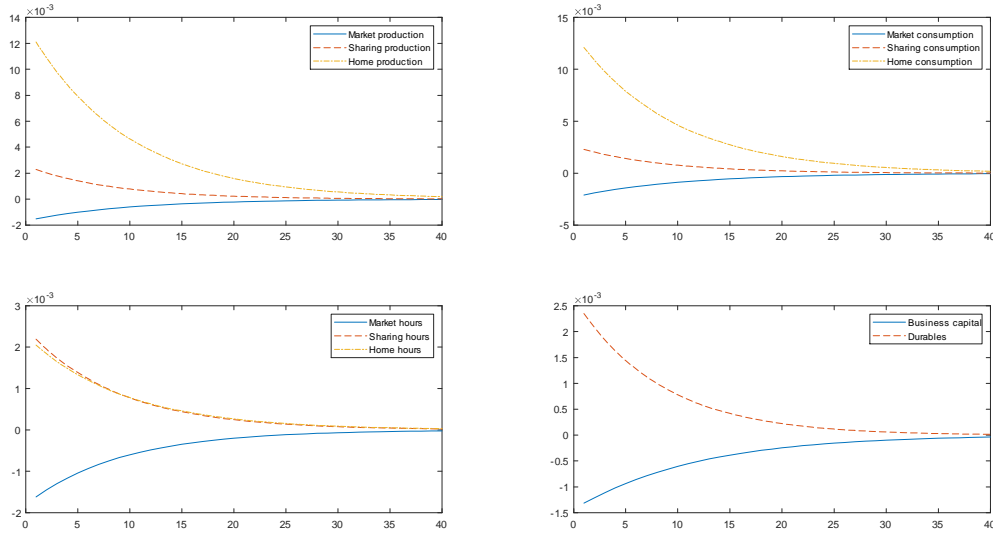 ×10-3
14
12
10
8
6
4
2
0
-2
0 5 10 15 20 25 30 35 40
Market production
Sharing production
Home production
×10-3
15
10
5
0
-5
0 5 10 15 20 25 30 35 40
Market consumption
Sharing consumption
Home consumption
×10-3
3
2
1
0
-1
-2
0 5 10 15 20 25 30 35 40
Market hours
Sharing hours
Home hours
×10-3
2.5
2
1.5
1
0.5
0
-0.5
-1
-1.5
0 5 10 15 20 25 30 35 40
Business capital
Durables